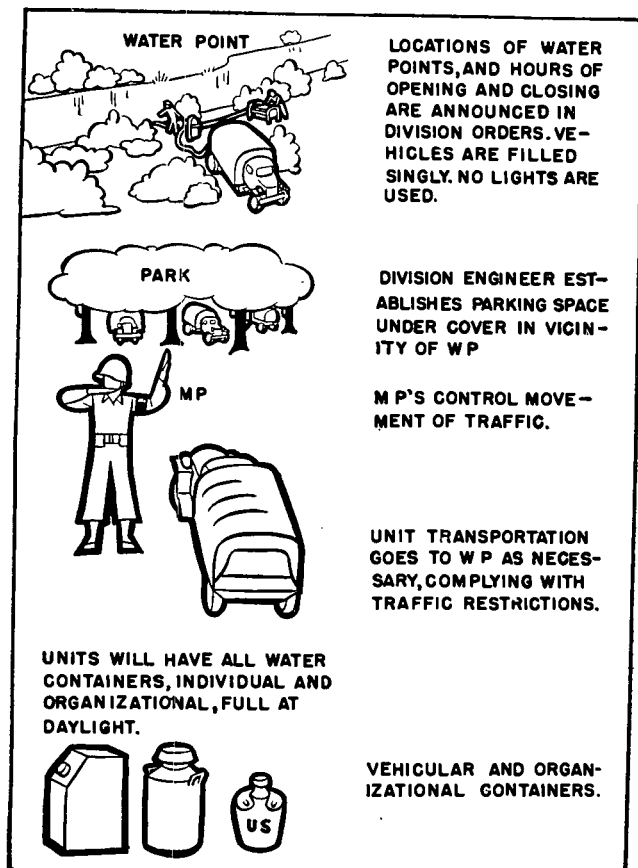 WATER POINT
LOCATIONS OF WATER
POINTS, AND HOURS OF
OPENING AND CLOSING
ARE ANNOUNCED IN
DIVISION ORDERS. VE-
HICLES ARE FILLED
SINGLY. NO LIGHTS ARE
USED.
PARK
DIVISION ENGINEER EST-
ABLISHES PARKING SPACE
UNDER COVER IN VICIN-
ITY OF WP
MP
M P'S CONTROL MOVE-
MENT OF TRAFFIC.
UNIT TRANSPORTATION
GOES TO W P AS NECES-
SARY, COMPLYING WITH
TRAFFIC RESTRICTIONS.
UNITS WILL HAVE ALL WATER
CONTAINERS, INDIVIDUAL AND
ORGANIZATIONAL, FULL AT
DAYLIGHT.
VEHICULAR AND ORGAN-
IZATIONAL CONTAINERS.
US